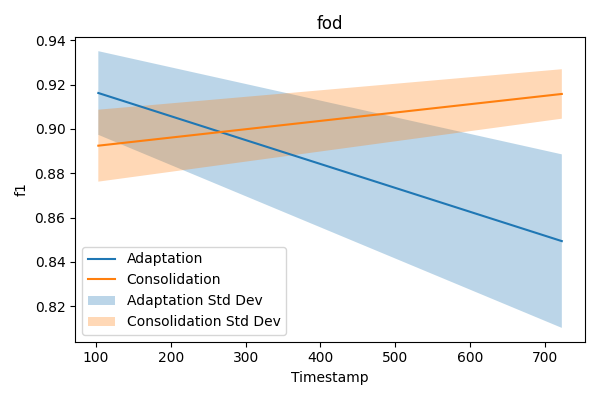 fod
0.94
0.92
0.90
0.88
0.86
0.84
0.82
f1
Adaptation
Consolidation
Adaptation Std Dev
Consolidation Std Dev
100 200 300 400 500 600 700
Timestamp